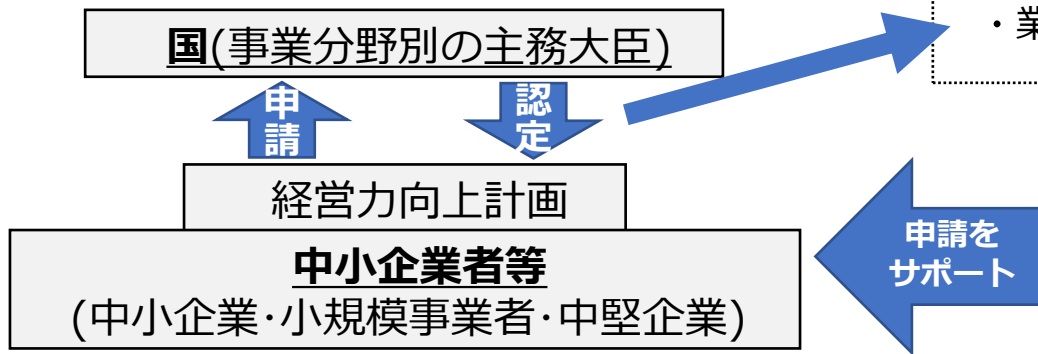 ・業
国(事業分野別の主務大臣)
申請
認定
経営力向上計画
中小企業者等
(中小企業･小規模事業者･中堅企業)
申請を
サポート